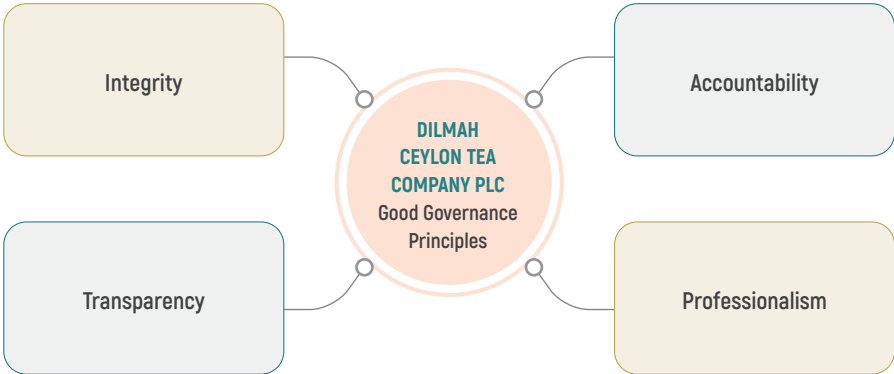 Integrity
Accountability
DILMAH
CEYLON TEA
COMPANY PLC
Good Governance
Principles
Transparency
Professionalism